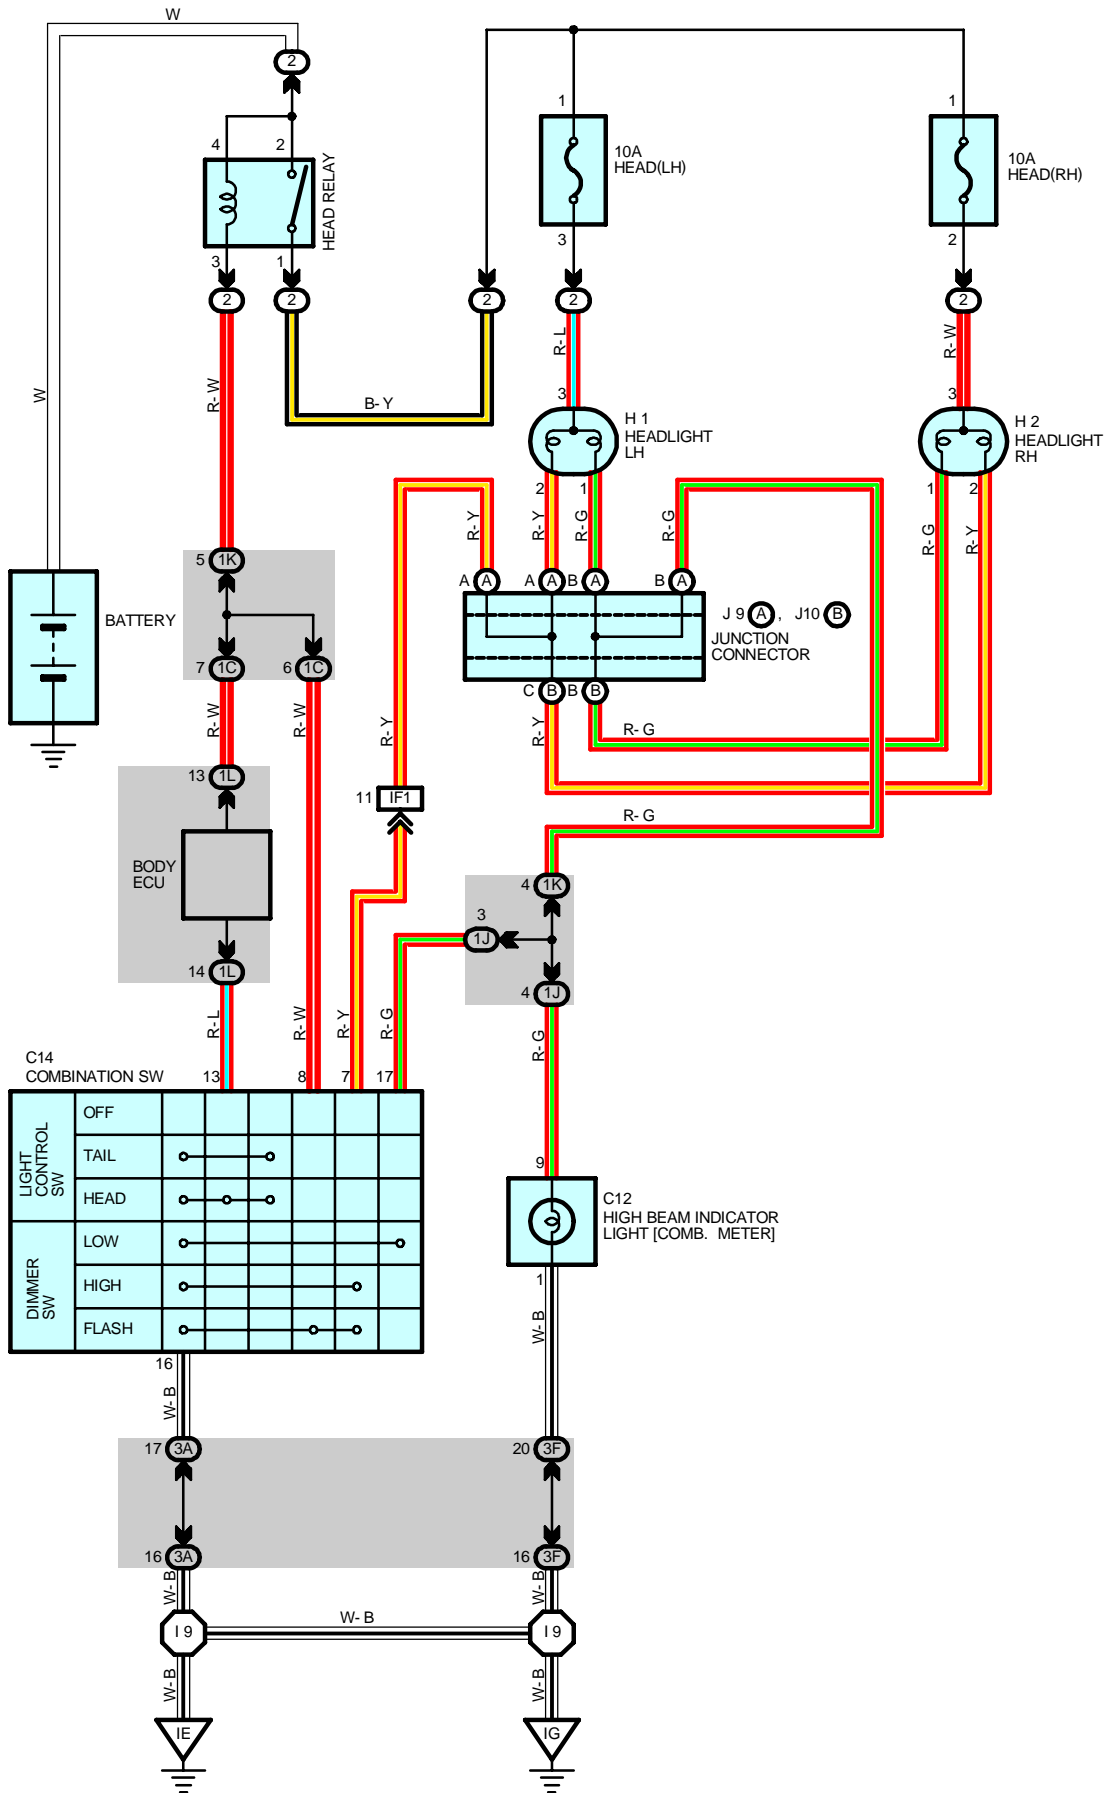 W
2
4
2
HEAD RELAY
3
1
2
2
2
2
2
1
10A
HEAD(LH)
3
1
10A
HEAD(RH)
2
W
R-W
B-Y
R-L
R-W
3
H 1
HEADLIGHT
LH
2
1
3
H 2
HEADLIGHT
RH
1
2
R-Y
R-Y
R-G
R-G
R-G
R-Y
5
1K
7
1C
6
1C
BATTERY
A
A
A
A
B
A
B
A
J 9
A
, J10
B
JUNCTION
CONNECTOR
C
B
B
B
R-W
R-W
R-Y
R-Y
R-G
13
1L
11
IF1
R-G
BODY
ECU
4
1K
3
1J
4
1J
14
1L
R-L
R-W
R-Y
R-G
R-G
C14
COMBINATION SW
13
8
7
17
LIGHT
CONTROL
SW
OFF
TAIL
HEAD
DIMMER
SW
LOW
HIGH
FLASH
9
C12
HIGH BEAM INDICATOR
LIGHT [COMB. METER]
1
16
W-B
W-B
17
3A
20
3F
16
3A
16
3F
W-B
W-B
I 9
W-B
I 9
W-B
W-B
IE
IG